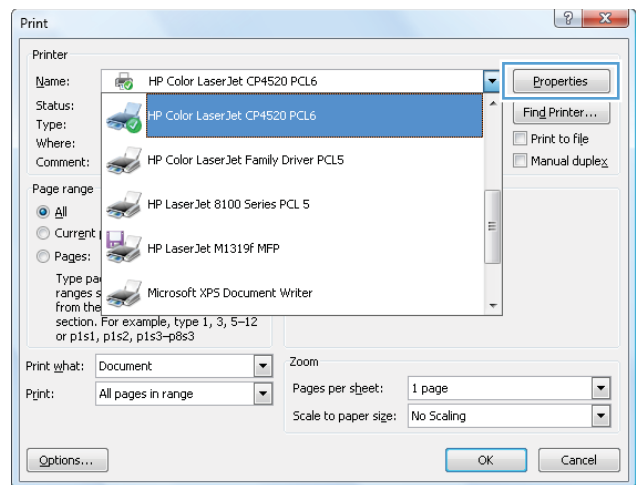 Print
Printer
Name:
HP Color LaserJet CP4520 PCL6
Properties
Status:
HP Color LaserJet CP4520 PCL6
Find Printer...
Type:
Where:
Print to file
Comment:
HP Color LaserJet Family Driver PCL5
Manual duplex
Page range
All
HP LaserJet 8100 Series PCL 5
Current
Pages:
HP LaserJet M1319f MFP
Type
ranges
Microsoft XPS Document Writer
from the
section. For example, type 1, 3, 5–12
or p1s1, p1s2, p1s3–p8s3
Print what:
Document
Zoom
Print:
All pages in range
Pages per sheet:
1 page
Scale to paper size:
No Scaling
Options...
OK
Cancel